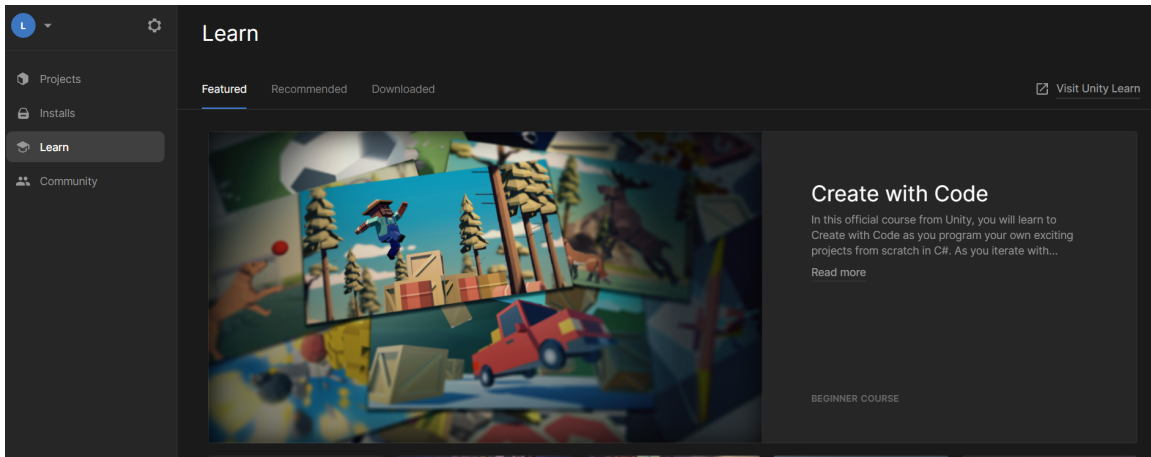 L
Projects
Installs
Learn
Community
Learn
Featured
Recommended
Downloaded
Visit Unity Learn
Create with Code
In this official course from Unity, you will learn to
Create with Code as you program your own exciting
projects from scratch in C#. As you iterate with...
Read more
BEGINNER COURSE